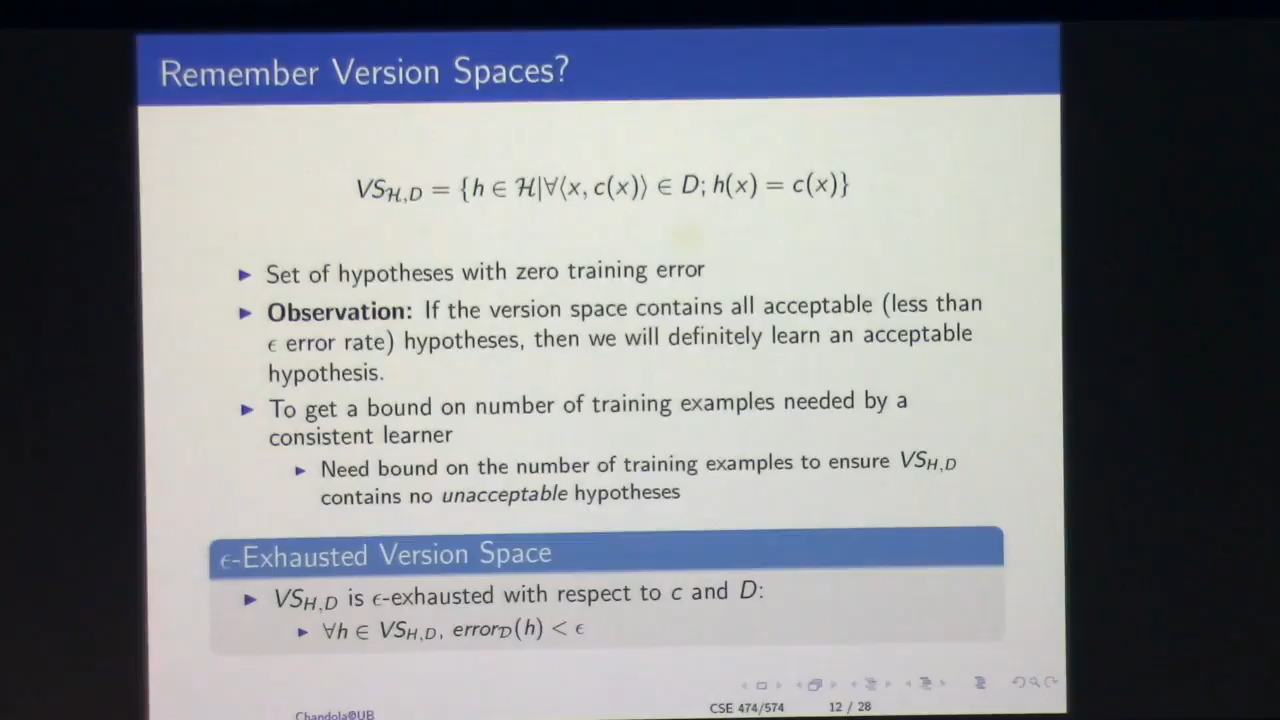 Remember Version Spaces?
VS_{H,D} = {h ∈ H|∀⟨x, c(x)⟩ ∈ D; h(x) = c(x)}
▶ Set of hypotheses with zero training error
▶ Observation: If the version space contains all acceptable (less than
ϵ error rate) hypotheses, then we will definitely learn an acceptable
hypothesis.
▶ To get a bound on number of training examples needed by a
consistent learner
▶ Need bound on the number of training examples to ensure VS_{H,D}
contains no unacceptable hypotheses
ϵ-Exhausted Version Space
▶ VS_{H,D} is ϵ-exhausted with respect to c and D:
▶ ∀h ∈ VS_{H,D}, error_D(h) < ϵ
Chandola@UB CSE 474/574 12 / 28